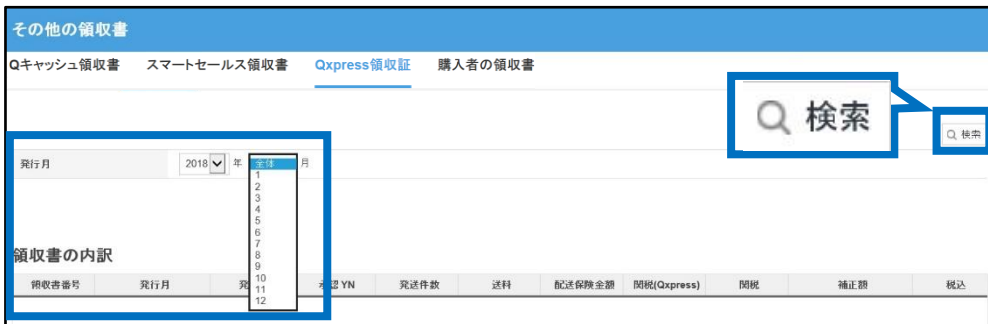 その他の領収書
Qキャッシュ領収書 スマートセールス領収書 Qxpress領収証 購入者の領収書
検索
検索
発行月 2018 年 全体 月
1
2
3
4
5
6
7
8
9
10
11
12
領収書の内訳
領収書番号 発行月 発 YN 発送件数 送料 配送保険金額 関税(Qxpress) 関税 補正額 税込